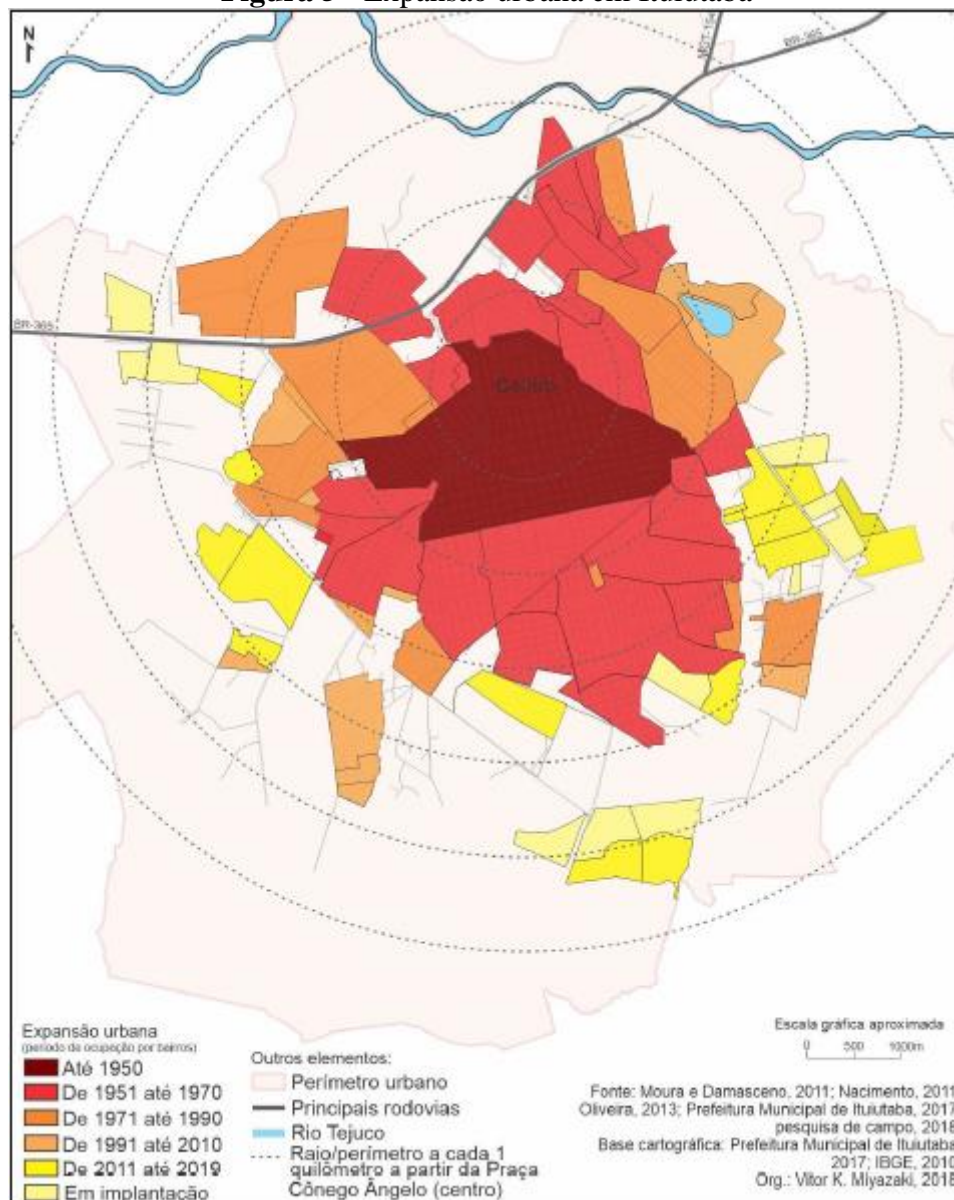 Expansão urbana em Ituiutaba
N
MGT-154
BR-365
BR-365
Centro
Expansão urbana
(período de ocupação por bairros)
Até 1950
De 1951 até 1970
De 1971 até 1990
De 1991 até 2010
De 2011 até 2019
Em implantação
Outros elementos:
Perímetro urbano
Principais rodovias
Rio Tejuco
Raio/perímetro a cada 1
quilômetro a partir da Praça
Cônego Ângelo (centro)
Escala gráfica aproximada
0 500 1000m
Fonte: Moura e Damasceno, 2011; Nacimento, 2011
Oliveira, 2013; Prefeitura Municipal de Ituiutaba, 2017
pesquisa de campo, 2018
Base cartográfica: Prefeitura Municipal de Ituiutaba
2017; IBGE, 2010
Org.: Vitor K. Miyazaki, 2018